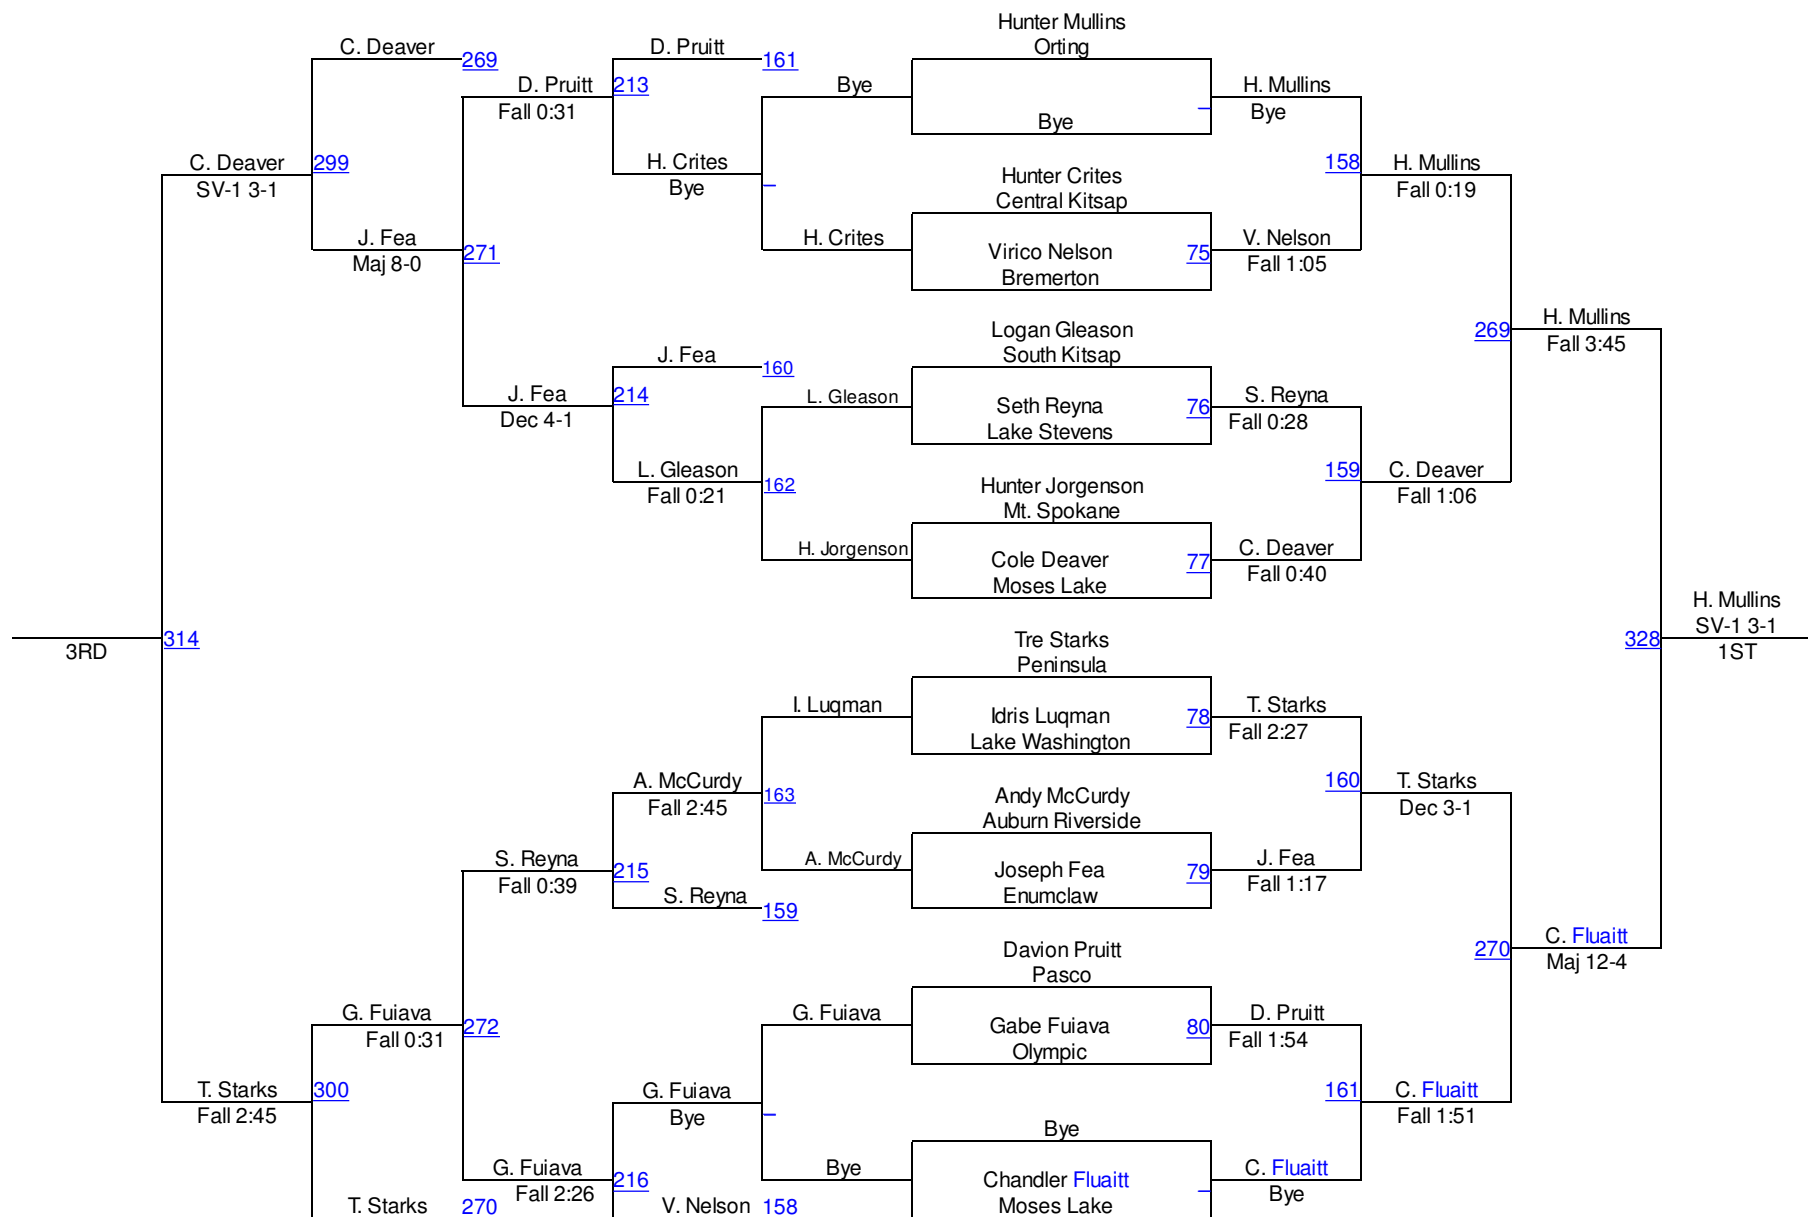 Hunter Mullins
C. Deaver
269
D. Pruitt
161
Orting
D. Pruitt
213
Bye
H. Mullins
Fall 0:31
Bye
Bye
C. Deaver
299
H. Crites
158
H. Mullins
SV-1 3-1
Bye
Hunter Crites
Fall 0:19
Central Kitsap
J. Fea
271
H. Crites
Virico Nelson
75
V. Nelson
Maj 8-0
Bremerton
Fall 1:05
Logan Gleason
269
H. Mullins
J. Fea
160
South Kitsap
Fall 3:45
J. Fea
214
L. Gleason
Seth Reyna
76
S. Reyna
Dec 4-1
Lake Stevens
Fall 0:28
L. Gleason
162
159
C. Deaver
Fall 0:21
Hunter Jorgenson
Fall 1:06
Mt. Spokane
H. Jorgenson
Cole Deaver
77
C. Deaver
Moses Lake
Fall 0:40
H. Mullins
314
Tre Starks
328
SV-1 3-1
3RD
Peninsula
1ST
I. Luqman
Idris Luqman
78
T. Starks
Lake Washington
Fall 2:27
A. McCurdy
163
160
T. Starks
Fall 2:45
Andy McCurdy
Dec 3-1
Auburn Riverside
S. Reyna
215
A. McCurdy
Joseph Fea
79
J. Fea
Fall 0:39
Enumclaw
Fall 1:17
S. Reyna
159
Davion Pruitt
270
C. Fluaitt
Pasco
Maj 12-4
G. Fuiava
272
G. Fuiava
Gabe Fuiava
80
D. Pruitt
Fall 0:31
Olympic
Fall 1:54
T. Starks
300
G. Fuiava
161
C. Fluaitt
Fall 2:45
Bye
Bye
Fall 1:51
G. Fuiava
216
Bye
Chandler Fluaitt
C. Fluaitt
Fall 2:26
Moses Lake
Bye
T. Starks
270
V. Nelson
158